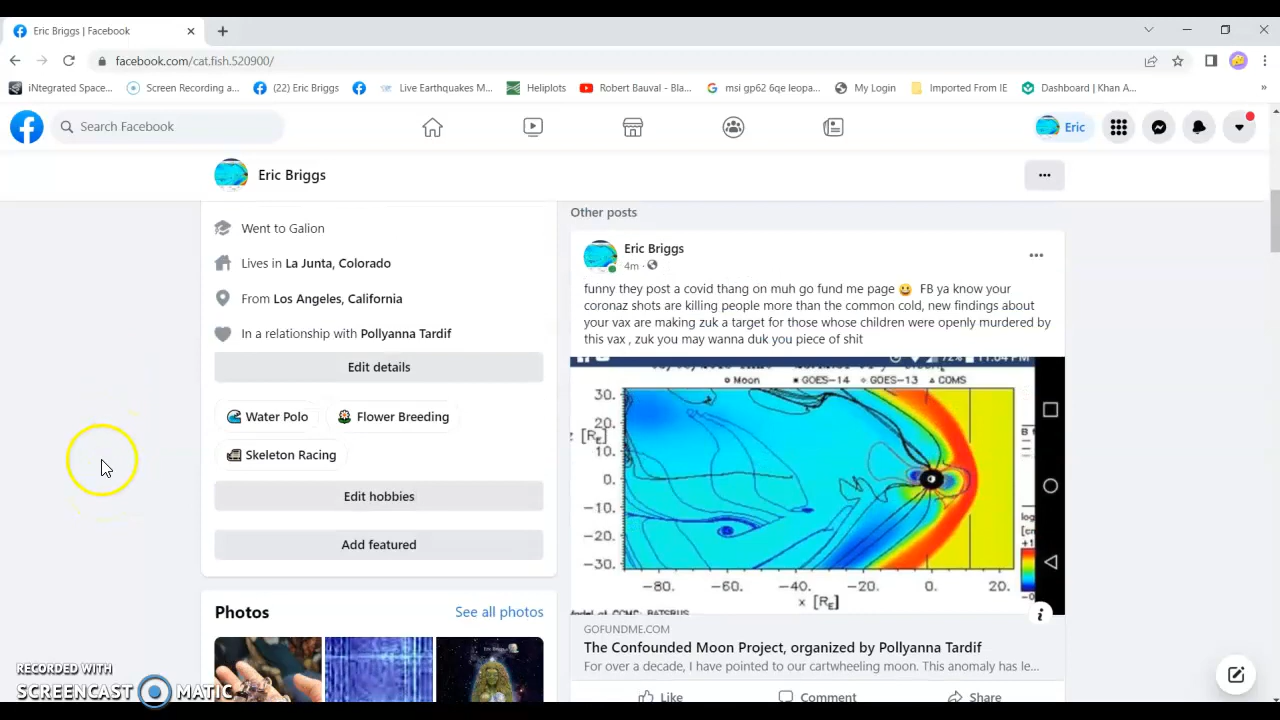 Eric Briggs | Facebook
facebook.com/cat.fish.520900/
iNtegrated Space...
Screen Recording a...
(22) Eric Briggs
Live Earthquakes M...
Heliplots
Robert Bauval - Bla...
msi gp62 6qe leopa...
My Login
Imported From IE
Dashboard | Khan A...
»
Search Facebook
Eric
Eric Briggs
Went to Galion
Lives in La Junta, Colorado
From Los Angeles, California
In a relationship with Pollyanna Tardif
Edit details
Water Polo
Flower Breeding
Skeleton Racing
Edit hobbies
Add featured
Photos
See all photos
Other posts
Eric Briggs
4m ·
funny they post a covid thang on muh go fund me page 😀 FB ya know your
coronaz shots are killing people more than the common cold, new findings about
your vax are making zuk a target for those whose children were openly murdered by
this vax , zuk you may wanna duk you piece of shit
72% 11:04 PM
Moon GOES-14 GOES-13 COMS
30.
20.
z [RE]
10.
0.
-10.
-20.
-30.
-80. -60. -40. -20. 0. 20.
x [RE]
GOFUNDME.COM
The Confounded Moon Project, organized by Pollyanna Tardif
For over a decade, I have pointed to our cartwheeling moon. This anomaly has le...
Like
Comment
Share
RECORDED WITH
SCREENCAST MATIC